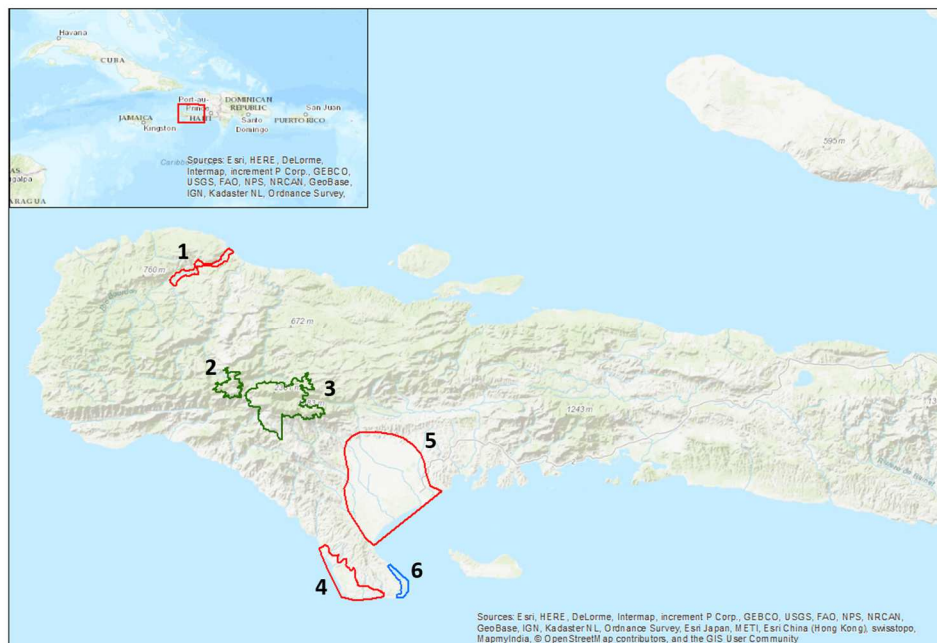 Havana
CUBA
Port-au-
Prince
DOMINICAN
REPUBLIC
San Juan
JAMAICA
HAITI
Kingston
Santo
Domingo
PUERTO RICO
Sources: Esri, HERE, DeLorme,
Intermap, increment P Corp., GEBCO,
USGS, FAO, NPS, NRCAN, GeoBase,
IGN, Kadaster NL, Ordnance Survey,
ARAGUA
595 m
1
760 m
672 m
2
3
1243 m
5
4
6
Sources: Esri, HERE, DeLorme, Intermap, increment P Corp., GEBCO, USGS, FAO, NPS, NRCAN,
GeoBase, IGN, Kadaster NL, Ordnance Survey, Esri Japan, METI, Esri China (Hong Kong), swisstopo,
MapmyIndia, © OpenStreetMap contributors, and the GIS User Community